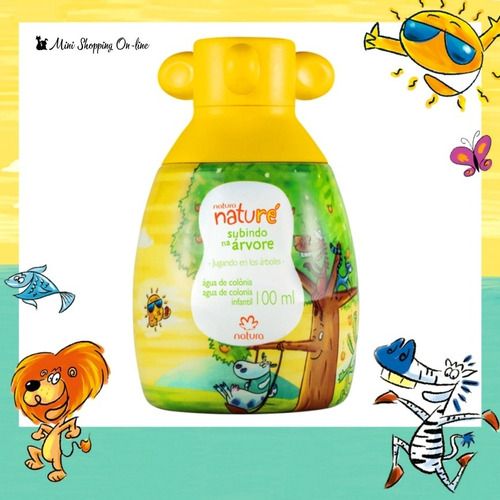 Mini Shopping On-line
natura
naturé
subindo
na árvore
- jugando en los árboles -
água de colônia
agua de colonia
infantil 100 ml
natura